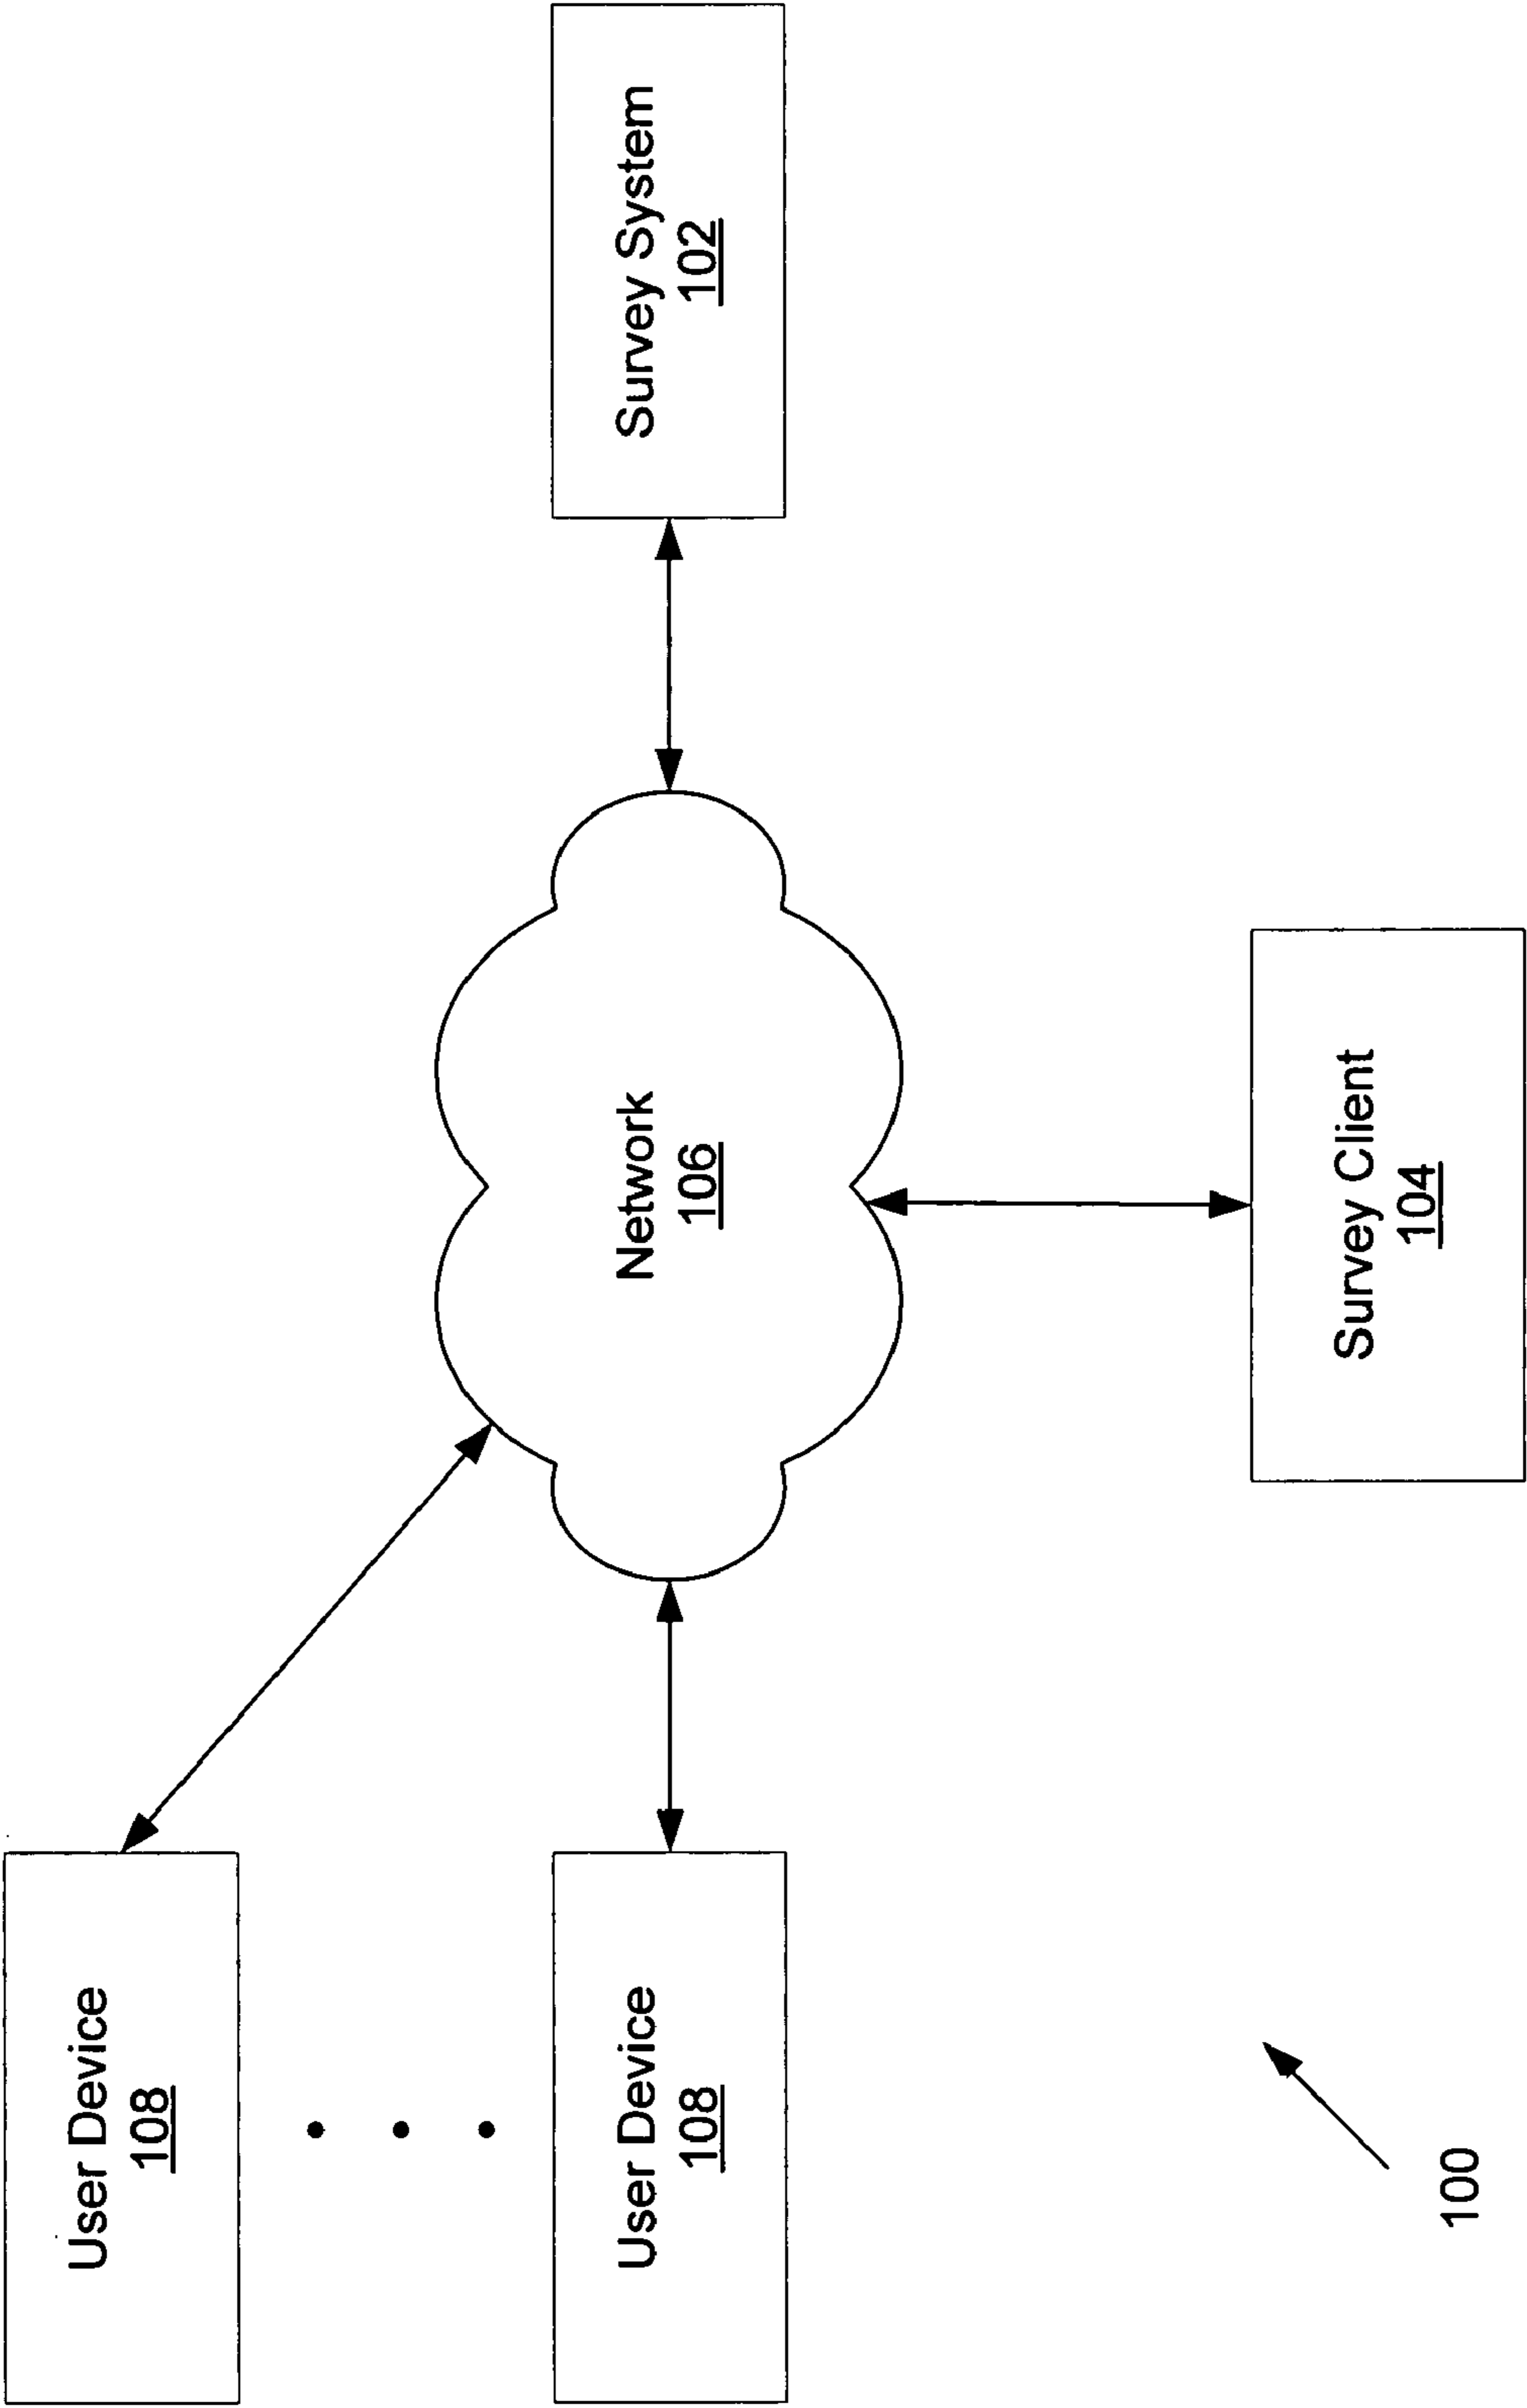 User Device
108
User Device
108
Network
106
Survey System
102
Survey Client
104
100